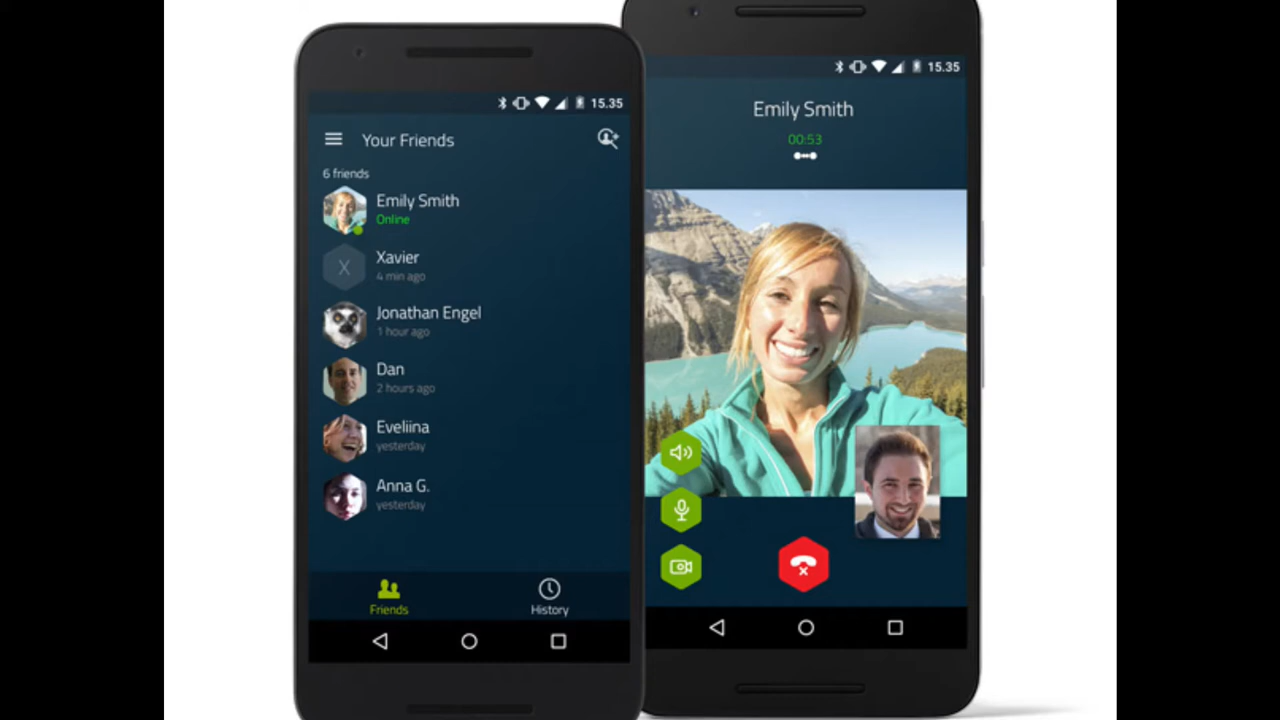 15.35
Your Friends
6 friends
Emily Smith
Online
X
Xavier
4 min ago
Jonathan Engel
1 hour ago
Dan
2 hours ago
Eveliina
yesterday
Anna G.
yesterday
Friends
History
15.35
Emily Smith
00:53